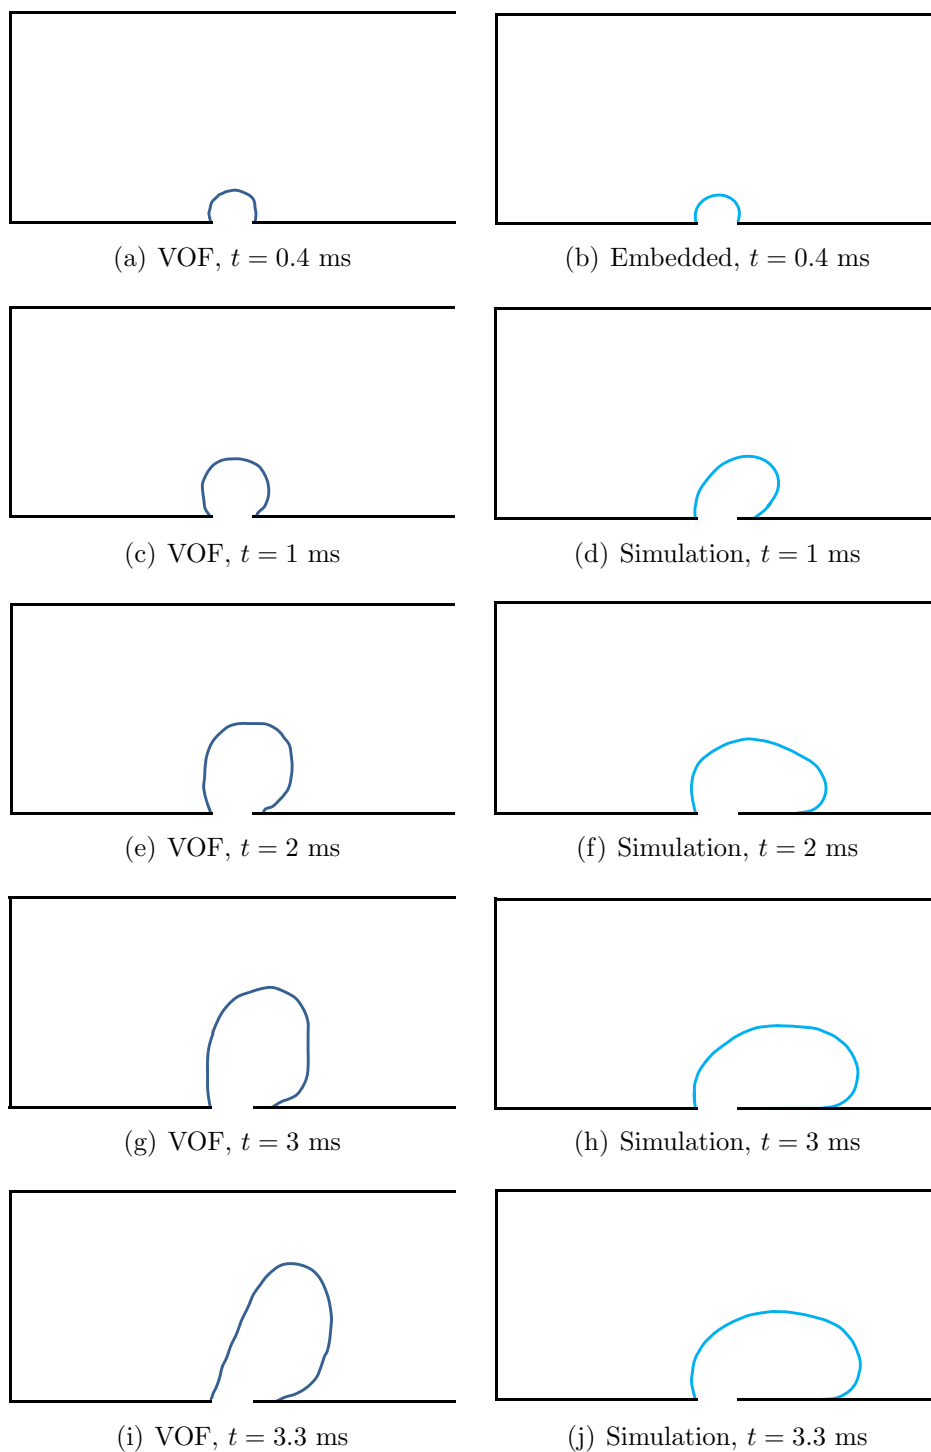 (a) VOF, t = 0.4 ms
(b) Embedded, t = 0.4 ms
(c) VOF, t = 1 ms
(d) Simulation, t = 1 ms
(e) VOF, t = 2 ms
(f) Simulation, t = 2 ms
(g) VOF, t = 3 ms
(h) Simulation, t = 3 ms
(i) VOF, t = 3.3 ms
(j) Simulation, t = 3.3 ms